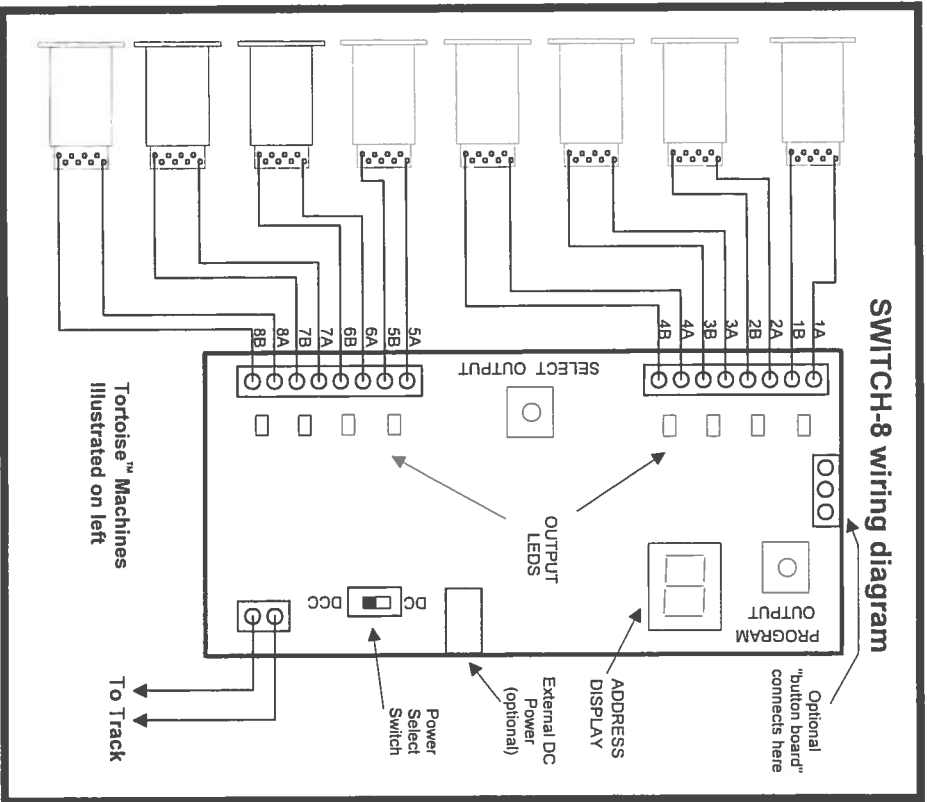 SWITCH-8 wiring diagram
1A
1B
2A
2B
3A
3B
4A
4B
5A
5B
6A
6B
7A
7B
8A
8B
SELECT OUTPUT
Tortoise™ Machines
Illustrated on left
OUTPUT
LEDS
PROGRAM
OUTPUT
Optional
"button board"
connects here
ADDRESS
DISPLAY
External DC
Power
(optional)
DC
DCC
Power
Select
Switch
To Track